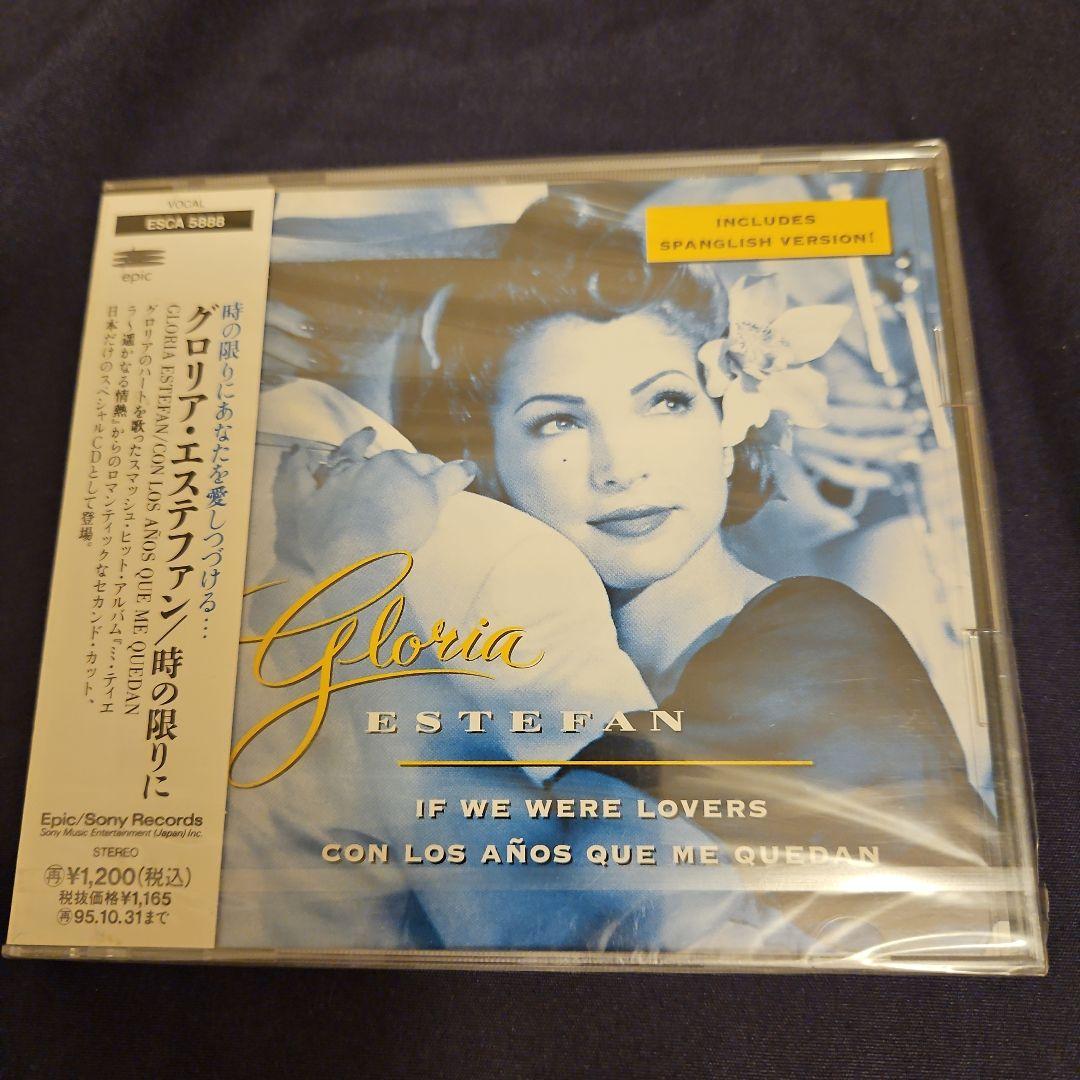 VOCAL
ESCA 5888
epic
時の限りにあなたを愛しつづける…
グロリア・エステファン/時の限りに
GLORIA ESTEFAN/CON LOS AÑOS QUE ME QUEDAN
グロリアのハートを歌ったスマッシュ・ヒット・アルバム『ミ・ティエ
ラ〜遥かなる情熱』からのロマンティックなセカンド・カット、
日本だけのスペシャルCDとして登場。
Epic/Sony Records
Sony Music Entertainment (Japan) Inc.
STEREO
再¥1,200(税込)
税抜価格¥1,165
再95.10.31まで
INCLUDES
SPANGLISH VERSION!
Gloria
ESTEFAN
IF WE WERE LOVERS
CON LOS AÑOS QUE ME QUEDAN